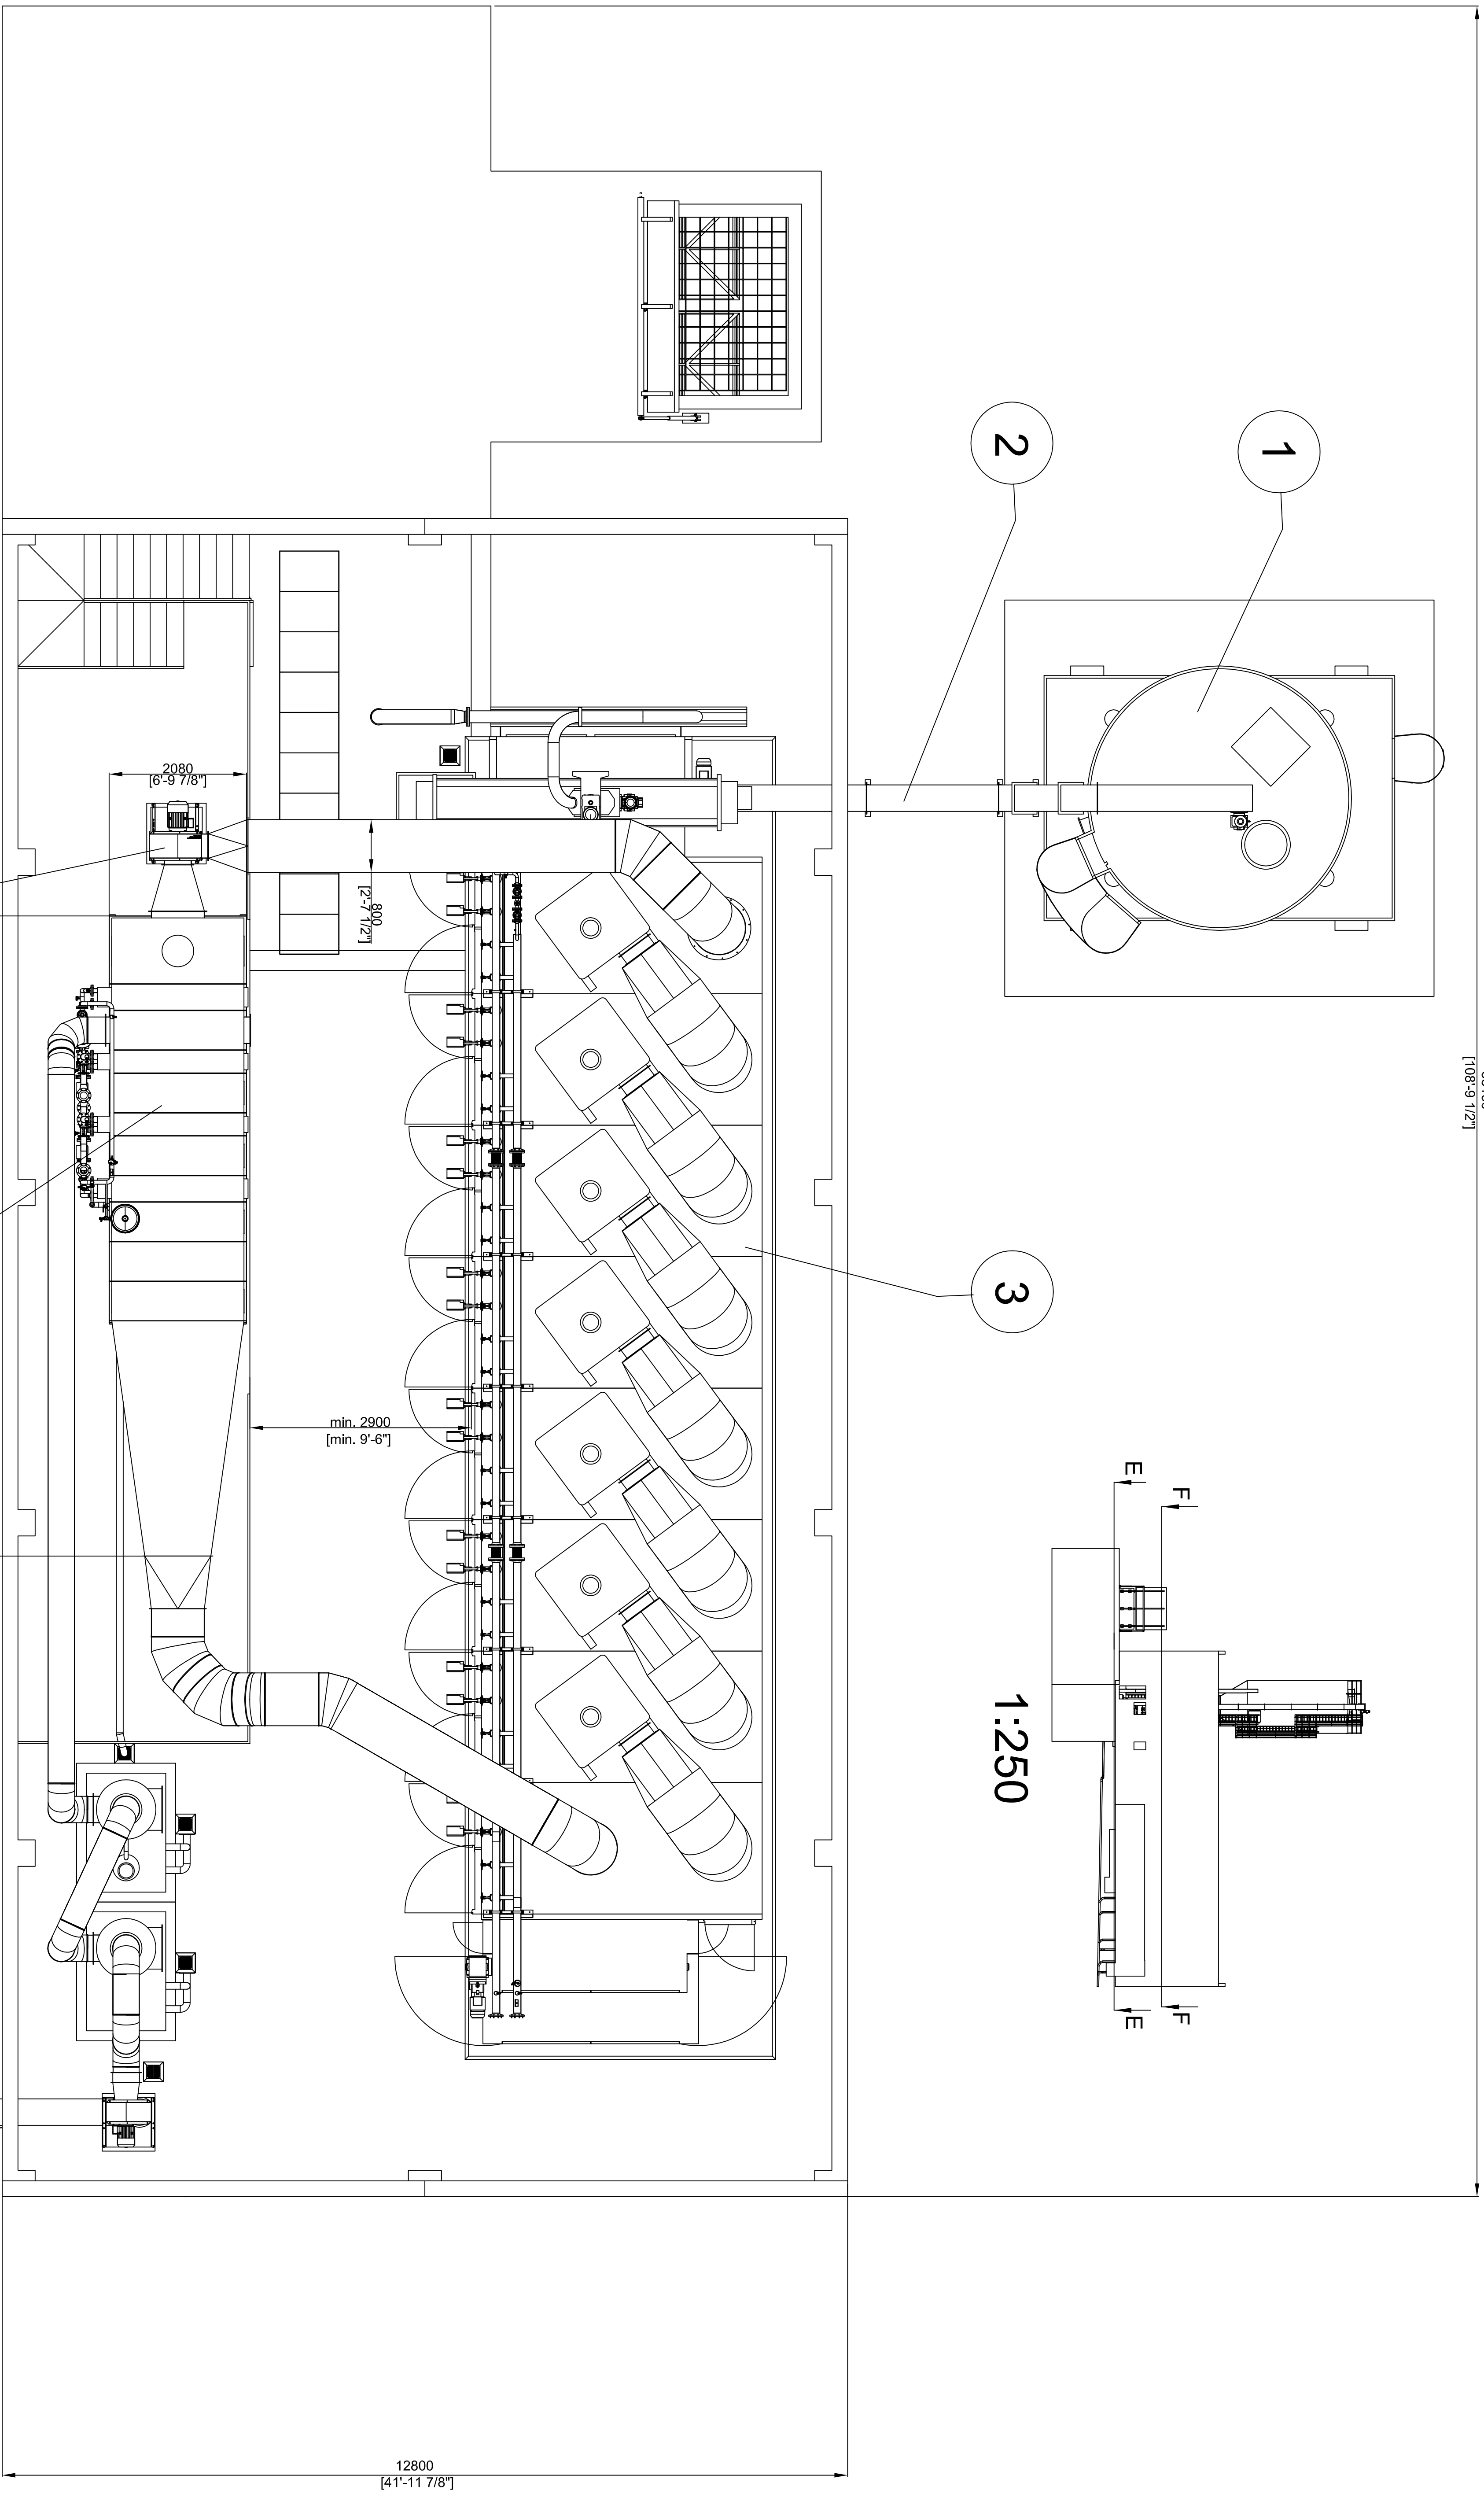 1
2
3
2080
[6'-9 7/8"]
800
[2'-7 1/2"]
[108'-9 1/2"]
min. 2900
[min. 9'-6"]
E
F
1:250
E
F
12800
[41'-11 7/8"]